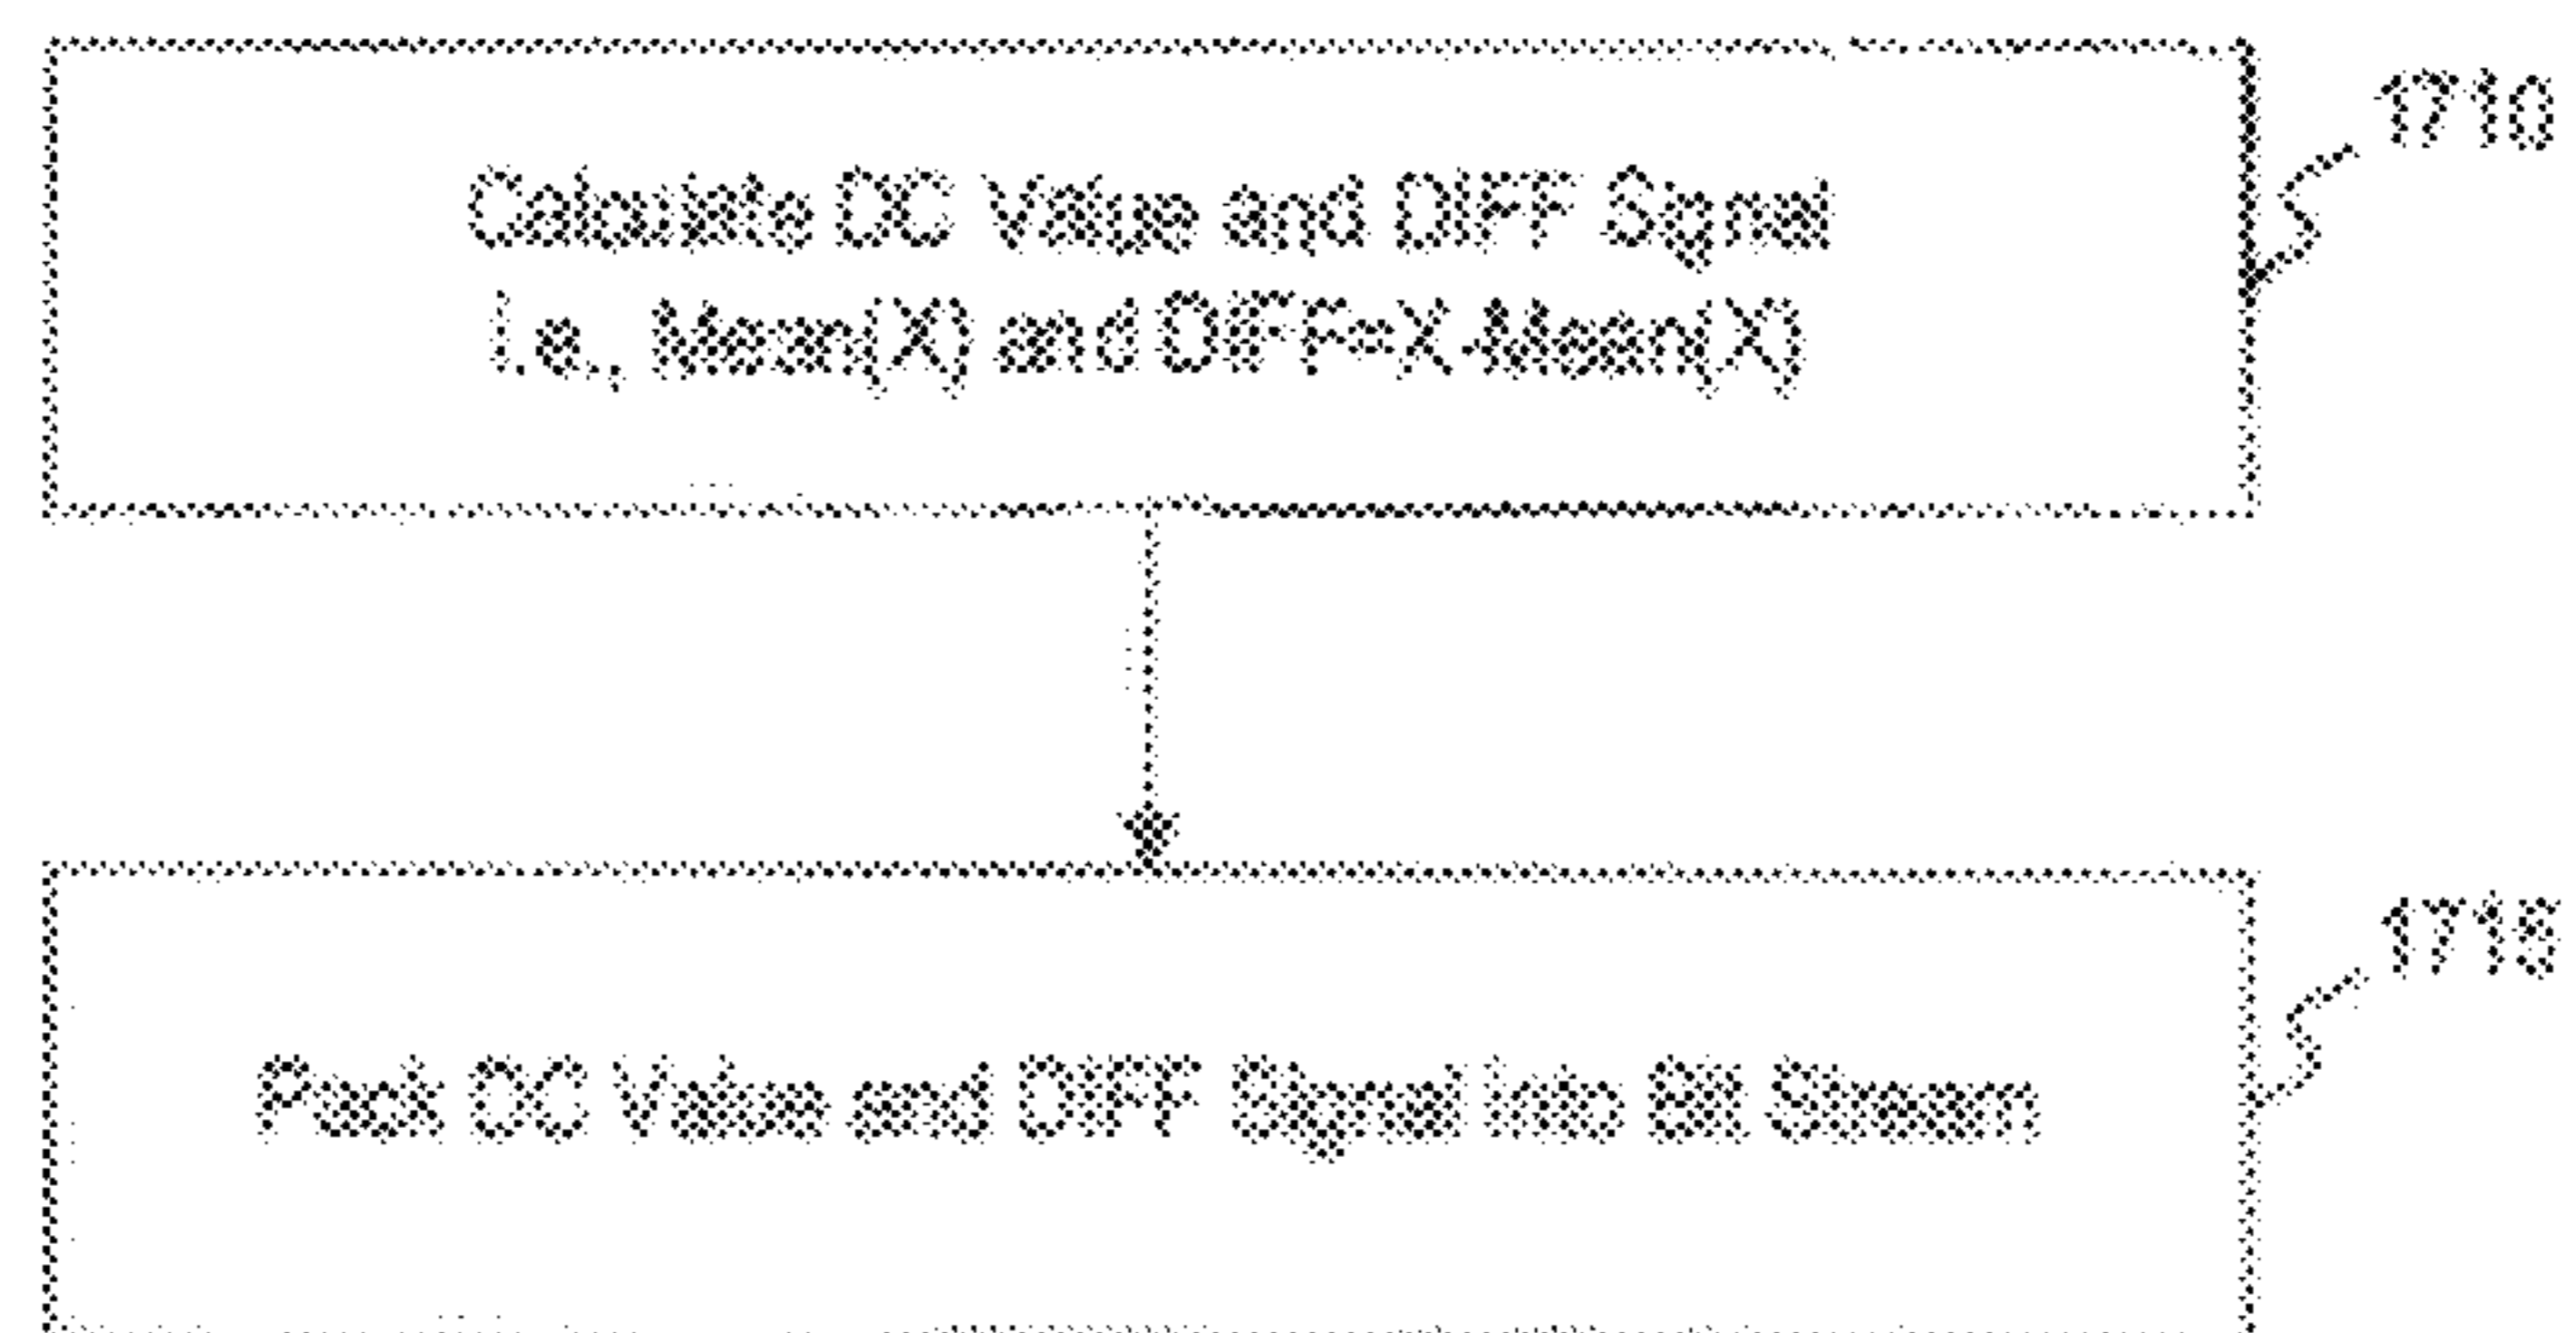 1710
Calculate DC Value and DIFF Signal
i.e., Mean(X) and DIFF=X-Mean(X)
1715
Pack DC Value and DIFF Signal into Bit Stream